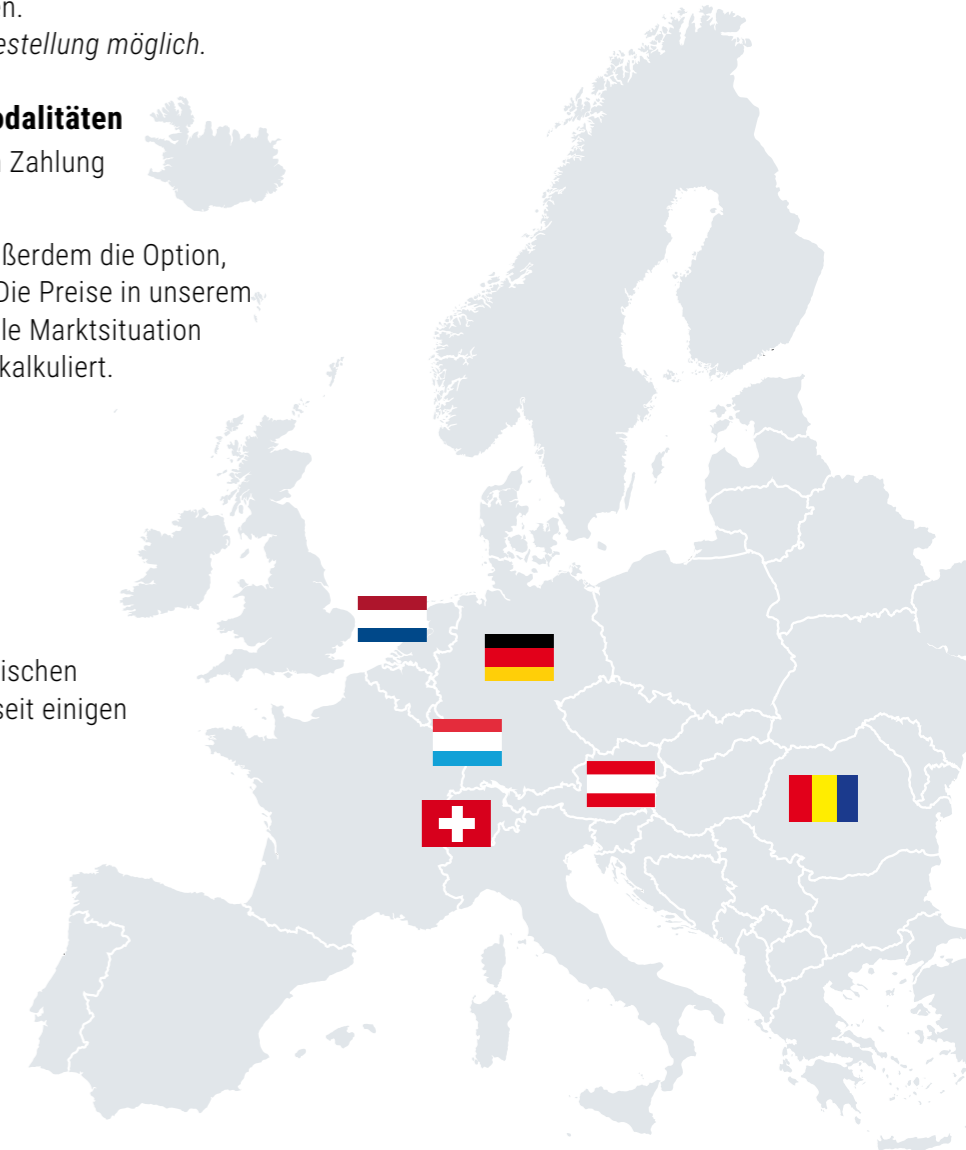 n.
estellung möglich.
odalitäten
n Zahlung
ßerdem die Option,
Die Preise in unserem
le Marktsituation
kalkuliert.
ischen
seit einigen